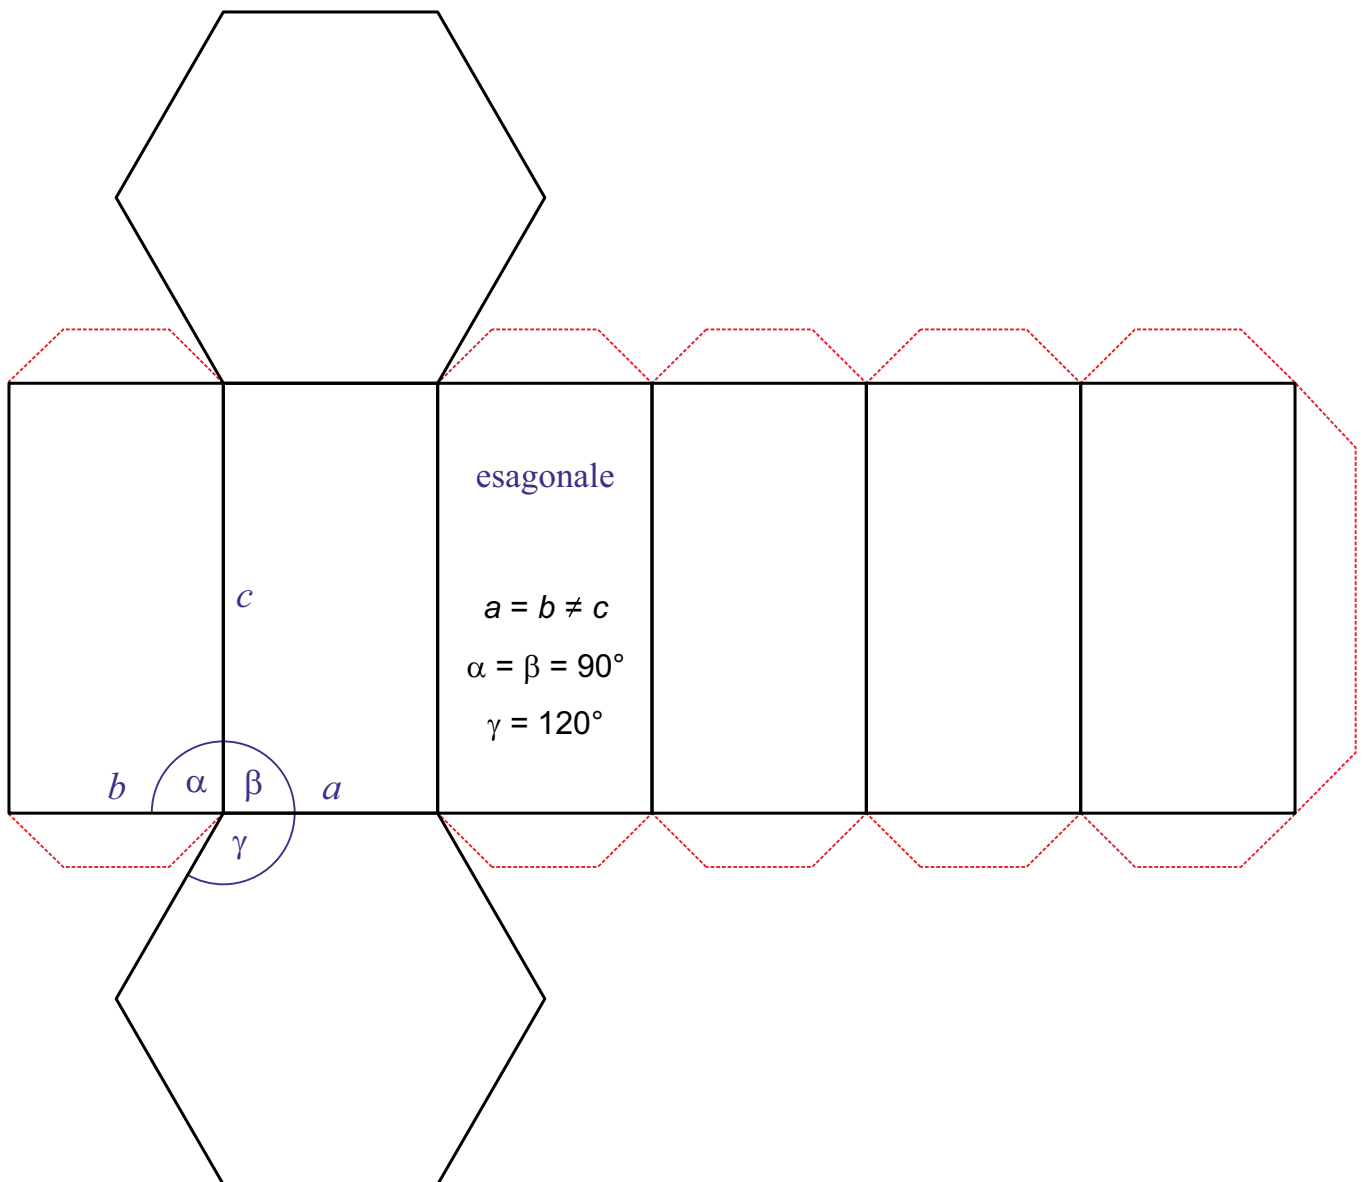 esagonale
c
a = b ≠ c
α = β = 90°
γ = 120°
b
α
β
a
γ